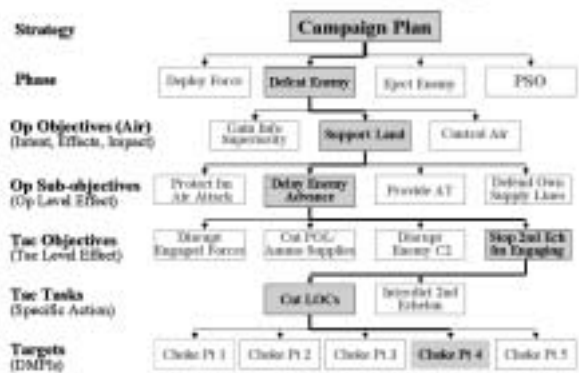 Strategy
Campaign Plan
Phase
Deploy Force
Defeat Enemy
Eject Enemy
PSO
Op Objectives (Air)
(Intent, Effects, Impact)
Gain Info
Superiority
Support Land
Control Air
Op Sub-objectives
(Op Level Effect)
Protect fm
Air Attack
Delay Enemy
Advance
Provide AT
Defend Own
Supply Lines
Tac Objectives
(Tac Level Effect)
Disrupt
Engaged Forces
Cut POL/
Ammo Supplies
Disrupt
Enemy C2
Stop 2nd Ech
fm Engaging
Tac Tasks
(Specific Action)
Cut LOCs
Interdict 2nd
Echelon
Targets
(DMPIs)
Choke Pt 1
Choke Pt 2
Choke Pt 3
Choke Pt 4
Choke Pt 5